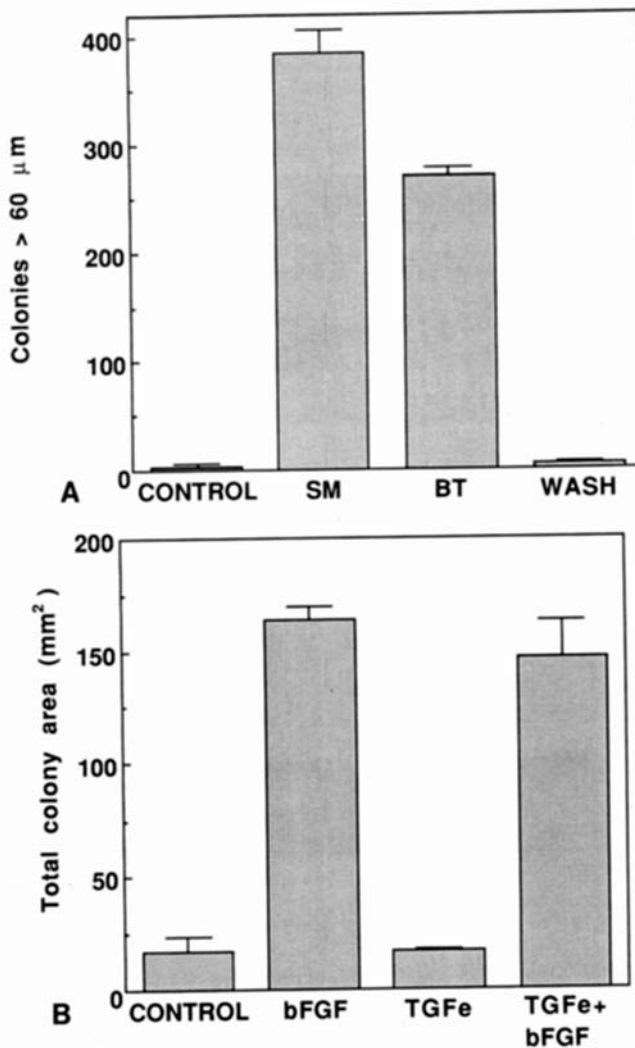 Colonies > 60 μm
400
300
200
100
0
A
CONTROL SM BT WASH
Total colony area (mm²)
200
150
100
50
0
B
CONTROL bFGF TGFe TGFe+
bFGF